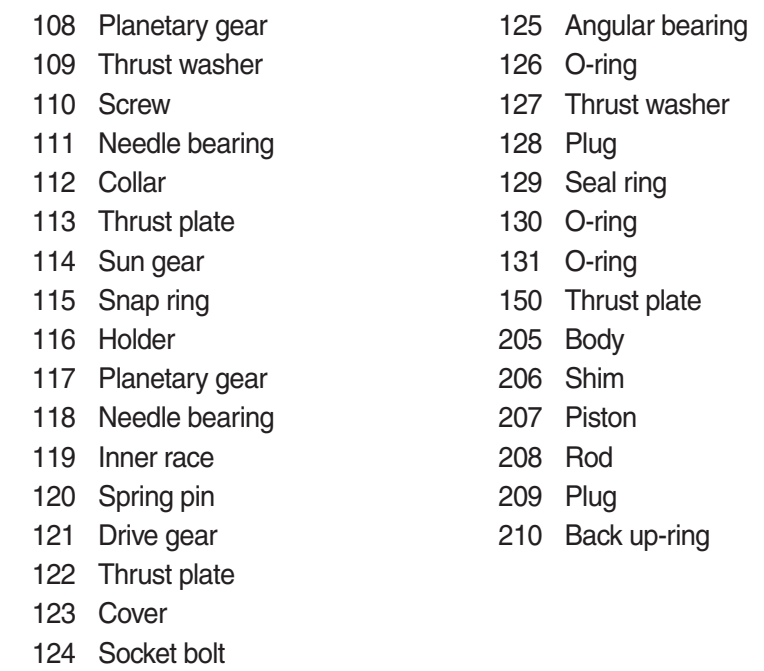 108 Planetary gear
109 Thrust washer
110 Screw
111 Needle bearing
112 Collar
113 Thrust plate
114 Sun gear
115 Snap ring
116 Holder
117 Planetary gear
118 Needle bearing
119 Inner race
120 Spring pin
121 Drive gear
122 Thrust plate
123 Cover
124 Socket bolt
125 Angular bearing
126 O-ring
127 Thrust washer
128 Plug
129 Seal ring
130 O-ring
131 O-ring
150 Thrust plate
205 Body
206 Shim
207 Piston
208 Rod
209 Plug
210 Back up-ring